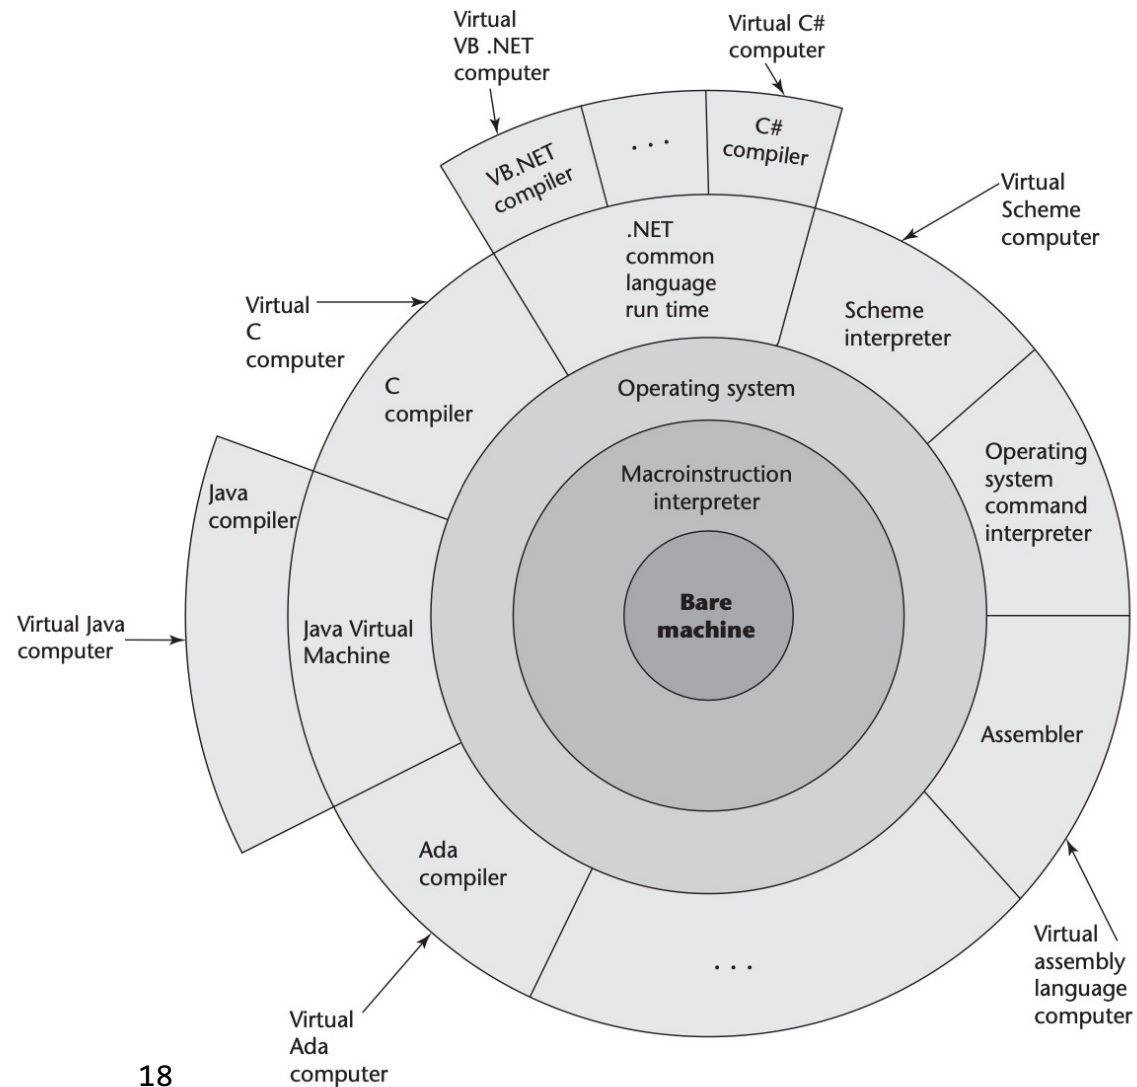 Virtual
VB .NET
computer
Virtual C#
computer
VB.NET
compiler
. . .
C#
compiler
Virtual
Scheme
computer
.NET
common
language
run time
Scheme
interpreter
Virtual
C
computer
C
compiler
Operating system
Operating
system
command
interpreter
Macroinstruction
interpreter
Java
compiler
Bare
machine
Virtual Java
computer
Java Virtual
Machine
Assembler
Ada
compiler
. . .
Virtual
assembly
language
computer
Virtual
Ada
computer
18